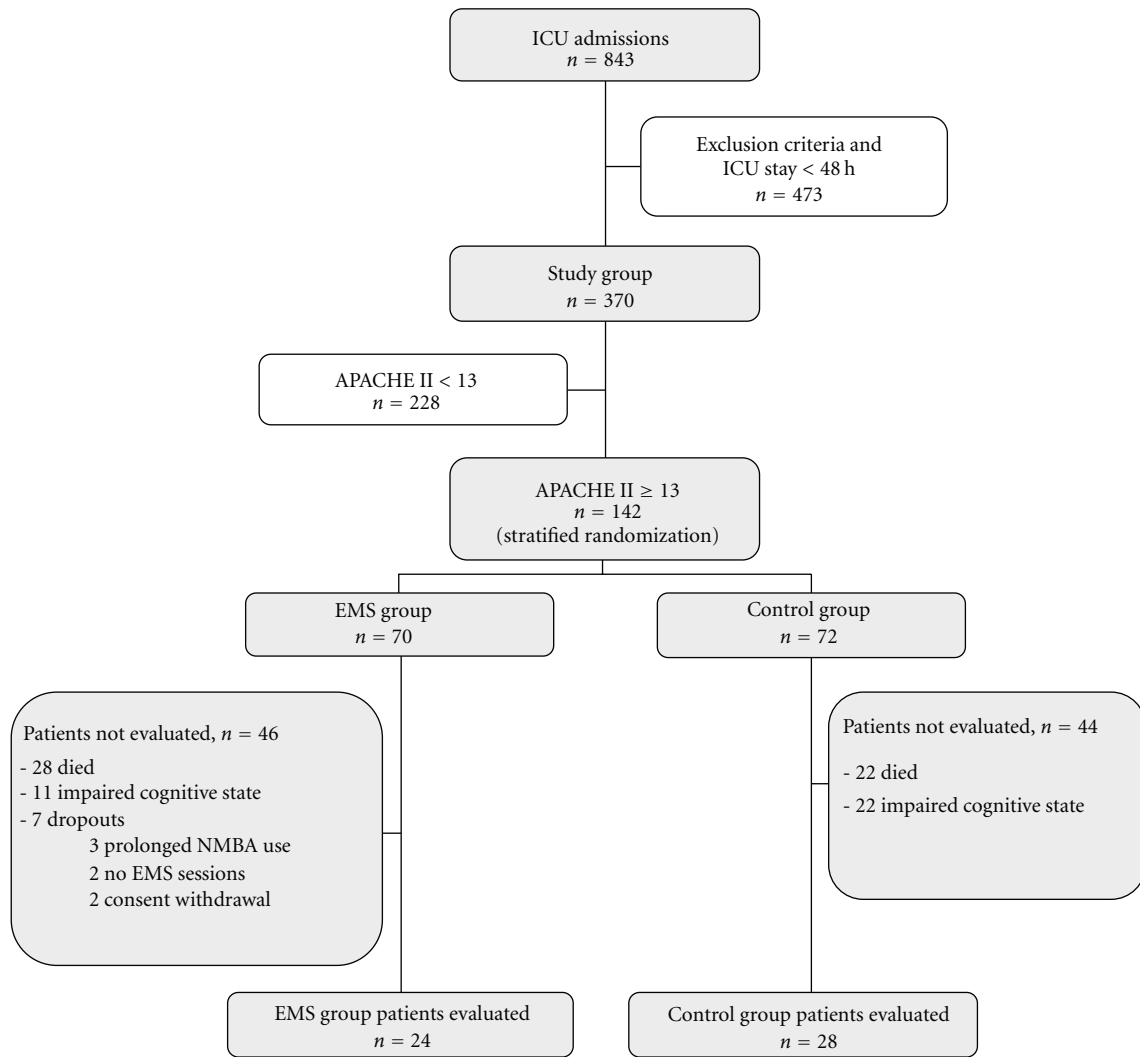 ICU admissions
n = 843
Exclusion criteria and
ICU stay < 48 h
n = 473
Study group
n = 370
APACHE II < 13
n = 228
APACHE II ≥ 13
n = 142
(stratified randomization)
EMS group
n = 70
Control group
n = 72
Patients not evaluated, n = 46
- 28 died
- 11 impaired cognitive state
- 7 dropouts
3 prolonged NMBA use
2 no EMS sessions
2 consent withdrawal
Patients not evaluated, n = 44
- 22 died
- 22 impaired cognitive state
EMS group patients evaluated
n = 24
Control group patients evaluated
n = 28